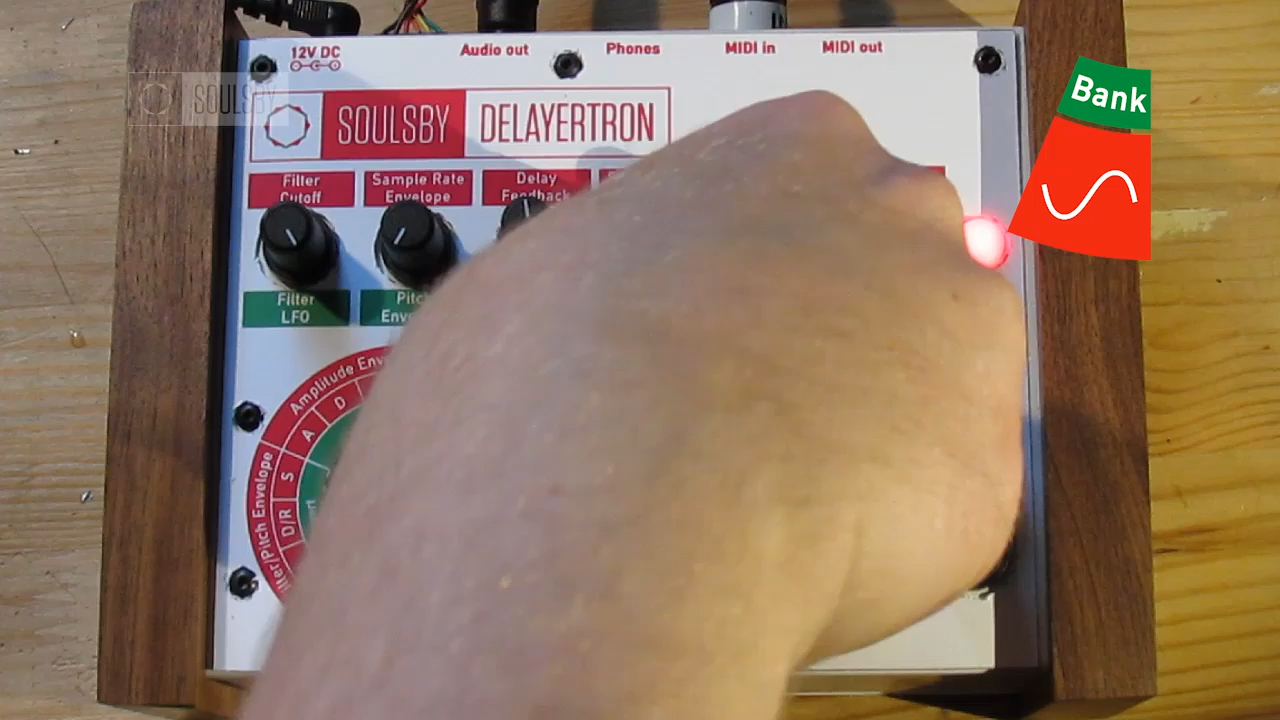 12V DC
Audio out
Phones
MIDI in
MIDI out
Bank
SOULSBY
SOULSBY DELAYERTRON
Filter
Cutoff
Sample Rate
Envelope
Delay
Feedback
Filter
LFO
Amplitude
A
D
S
D/R
/Pitch Envelope